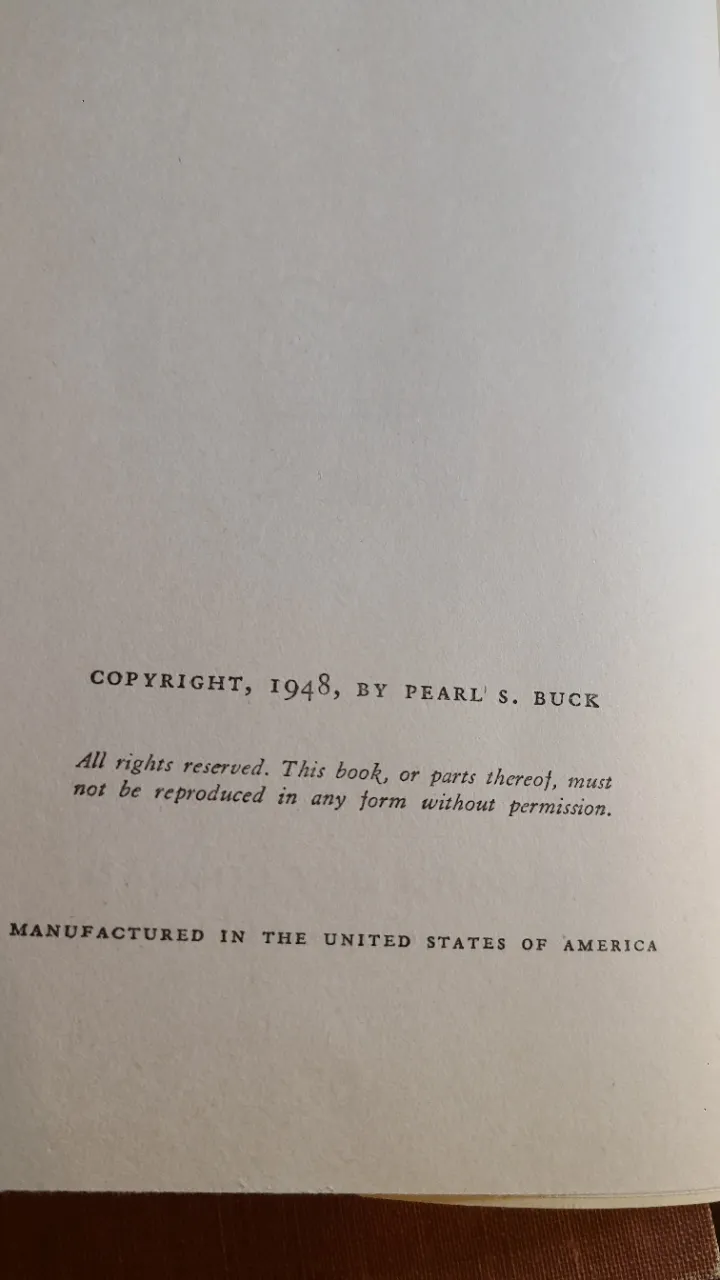 COPYRIGHT, 1948, BY PEARL S. BUCK
All rights reserved. This book, or parts thereof, must
not be reproduced in any form without permission.
MANUFACTURED IN THE UNITED STATES OF AMERICA